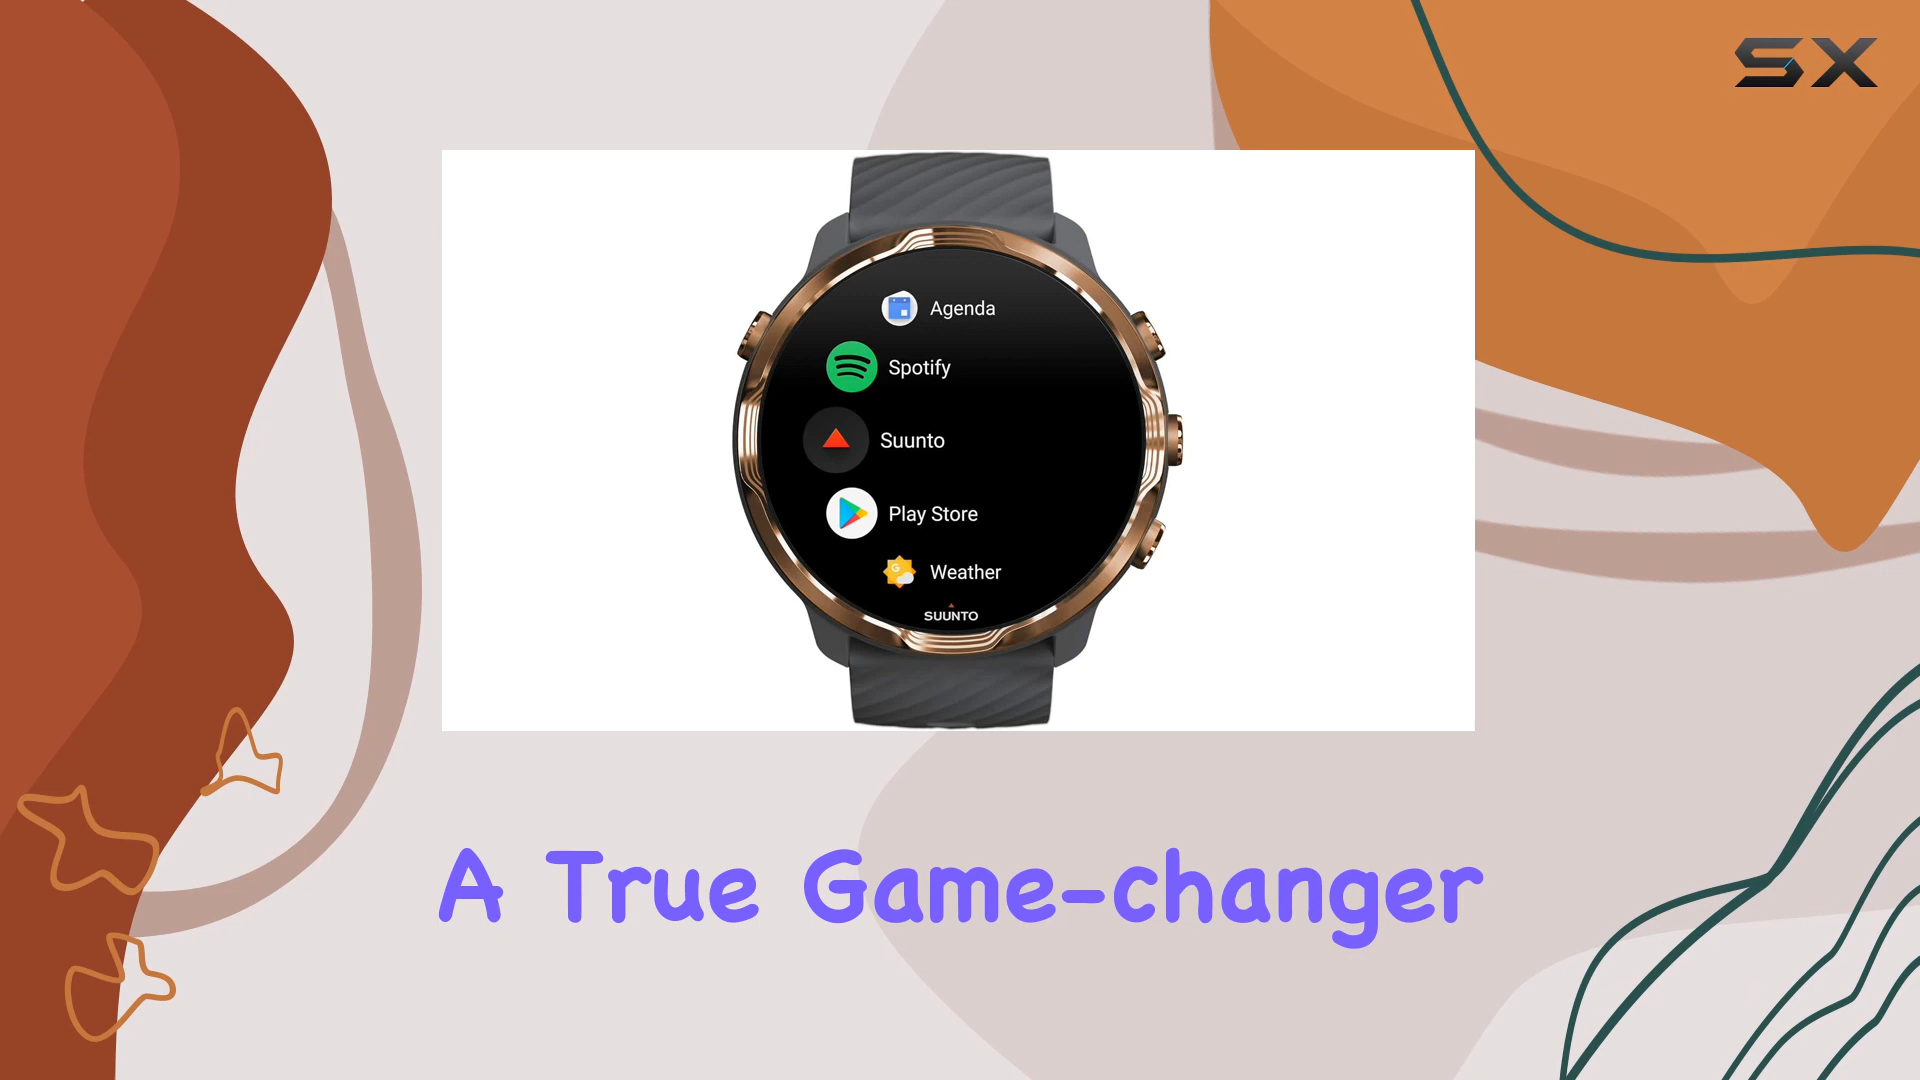 SX
Agenda
Spotify
Suunto
Play Store
G
Weather
SUUNTO
A True Game-changer